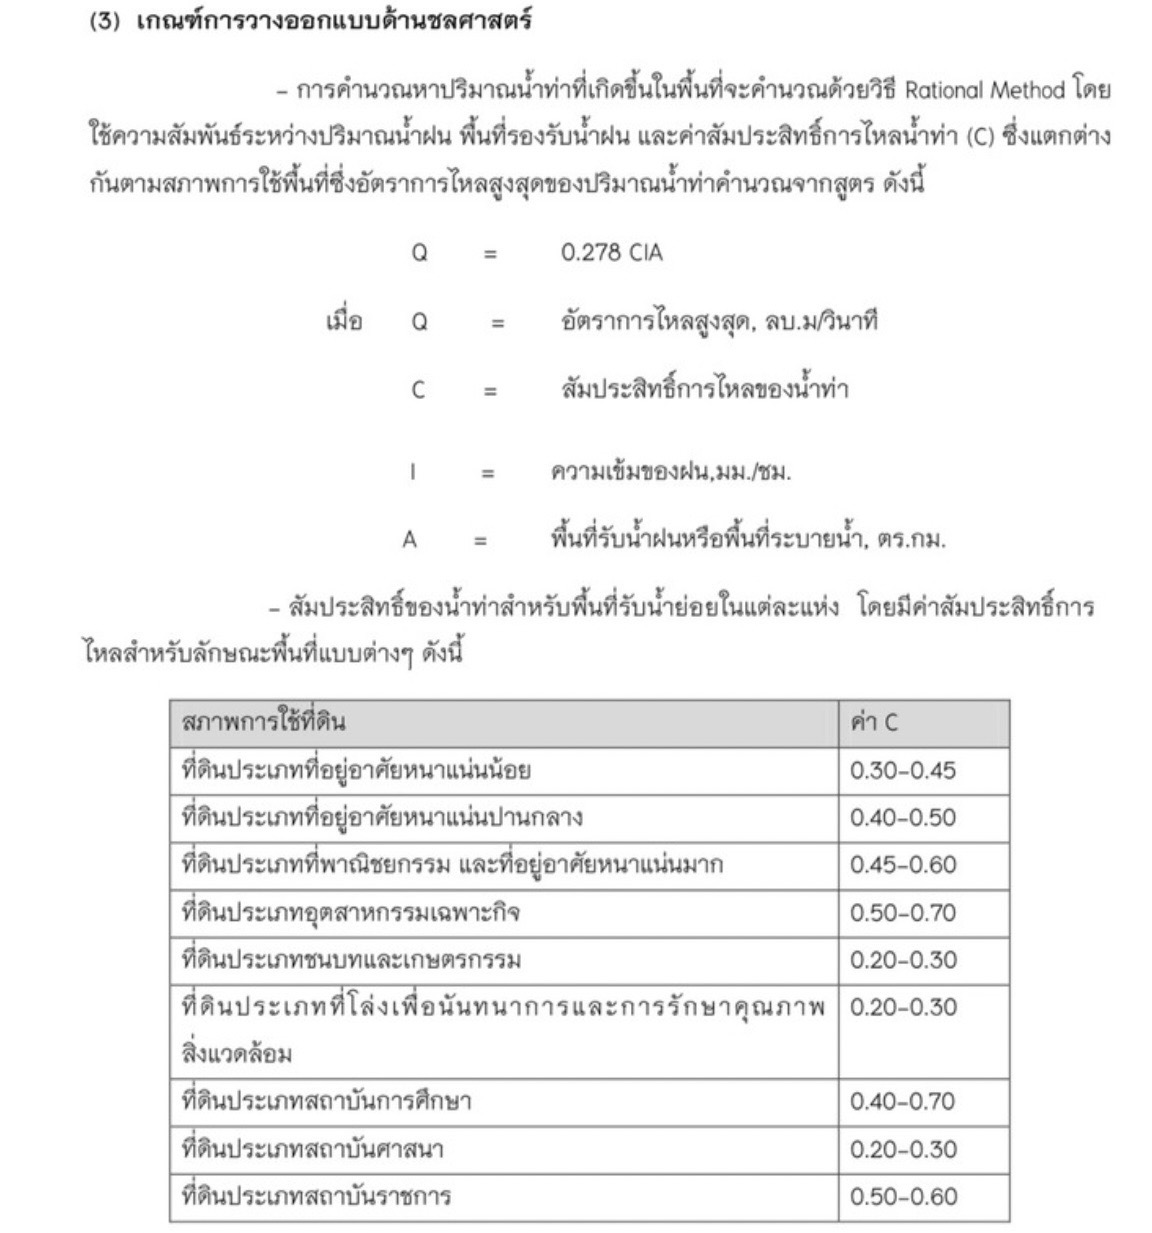 (3) เกณฑ์การวางออกแบบด้านชลศาสตร์
– การคำนวณหาปริมาณน้ำท่าที่เกิดขึ้นในพื้นที่จะคำนวณด้วยวิธี Rational Method โดย
ใช้ความสัมพันธ์ระหว่างปริมาณน้ำฝน พื้นที่รองรับน้ำฝน และค่าสัมประสิทธิ์การไหลน้ำท่า (C) ซึ่งแตกต่าง
กันตามสภาพการใช้พื้นที่ซึ่งอัตราการไหลสูงสุดของปริมาณน้ำท่าคำนวณจากสูตร ดังนี้
Q = 0.278 CIA
เมื่อ Q = อัตราการไหลสูงสุด, ลบ.ม/วินาที
C = สัมประสิทธิ์การไหลของน้ำท่า
I = ความเข้มของฝน,มม./ชม.
A = พื้นที่รับน้ำฝนหรือพื้นที่ระบายน้ำ, ตร.กม.
– สัมประสิทธิ์ของน้ำท่าสำหรับพื้นที่รับน้ำย่อยในแต่ละแห่ง โดยมีค่าสัมประสิทธิ์การ
ไหลสำหรับลักษณะพื้นที่แบบต่างๆ ดังนี้
สภาพการใช้ที่ดิน ค่า C
ที่ดินประเภทที่อยู่อาศัยหนาแน่นน้อย 0.30–0.45
ที่ดินประเภทที่อยู่อาศัยหนาแน่นปานกลาง 0.40–0.50
ที่ดินประเภทที่พาณิชยกรรม และที่อยู่อาศัยหนาแน่นมาก 0.45–0.60
ที่ดินประเภทอุตสาหกรรมเฉพาะกิจ 0.50–0.70
ที่ดินประเภทชนบทและเกษตรกรรม 0.20–0.30
ที่ดินประเภทที่โล่งเพื่อนันทนาการและการรักษาคุณภาพ 0.20–0.30
สิ่งแวดล้อม
ที่ดินประเภทสถาบันการศึกษา 0.40–0.70
ที่ดินประเภทสถาบันศาสนา 0.20–0.30
ที่ดินประเภทสถาบันราชการ 0.50–0.60